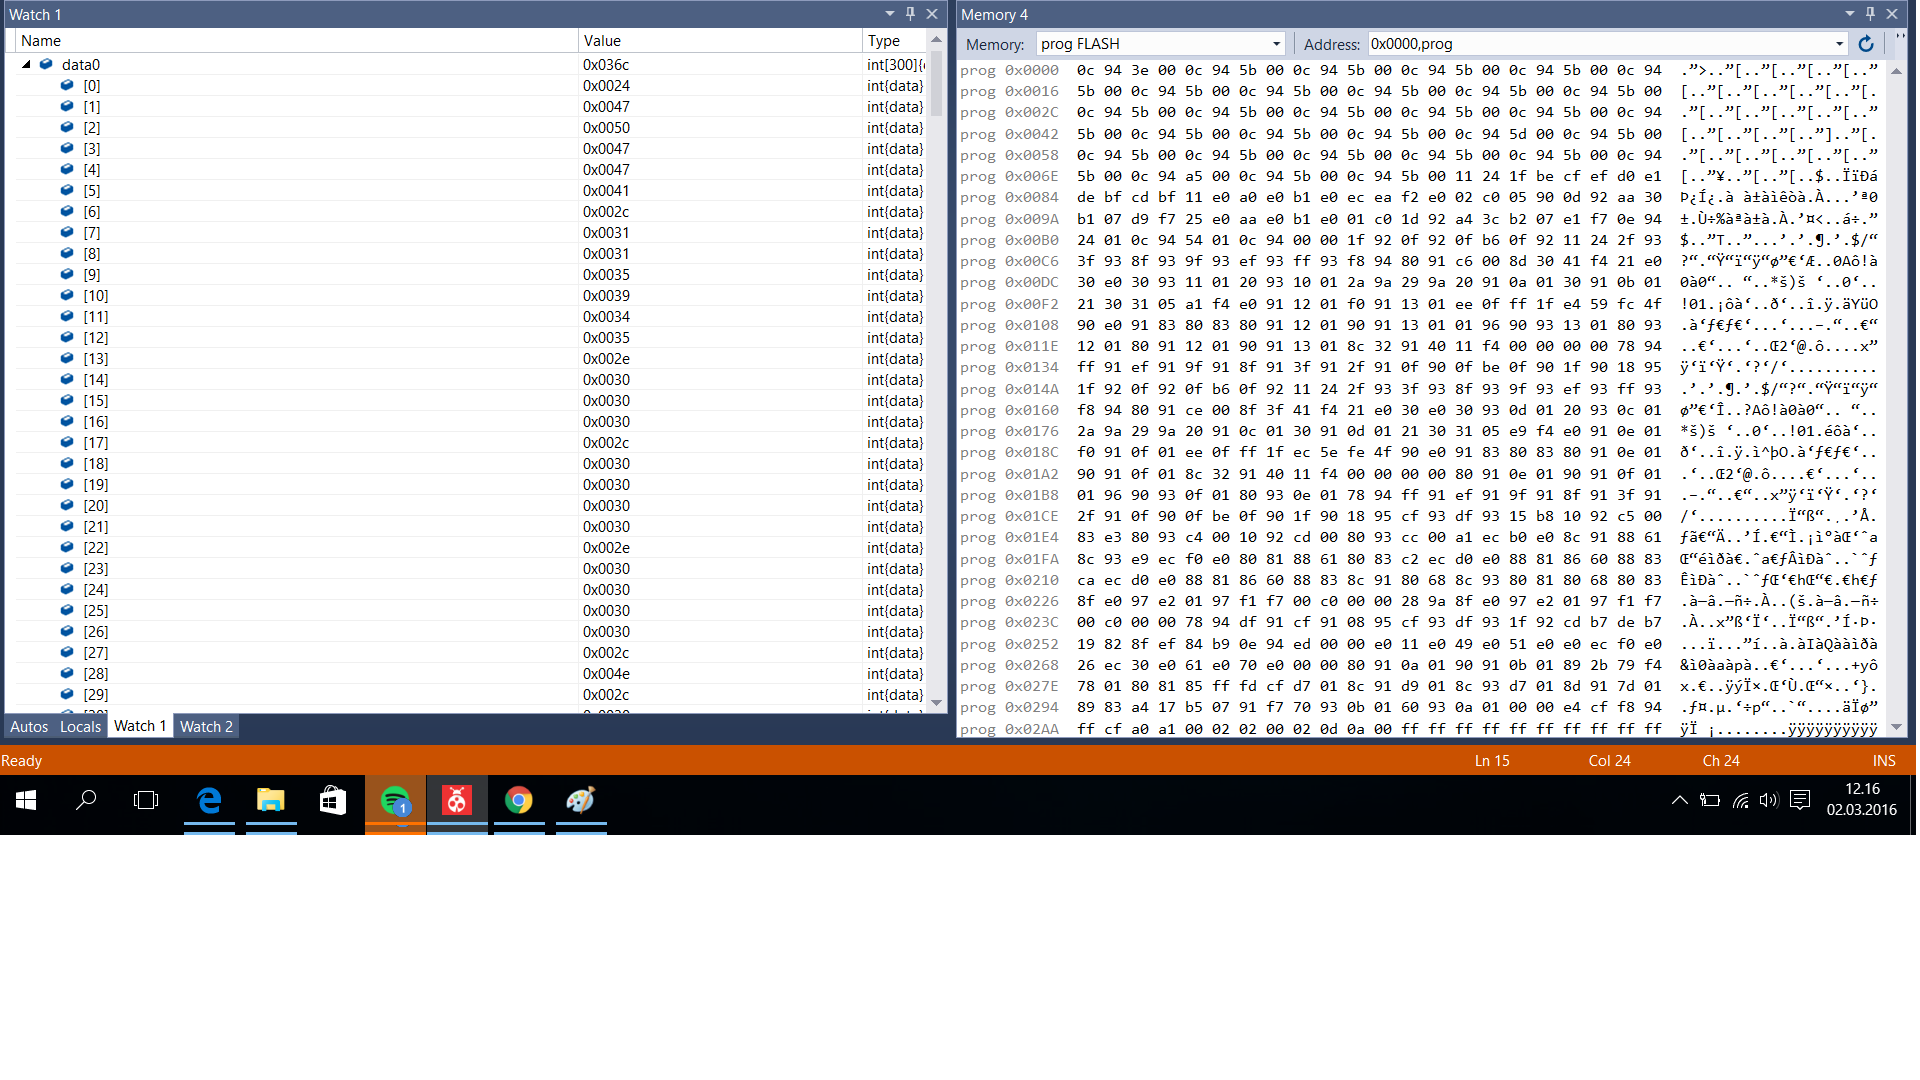 Watch 1
Name Value Type
data0 0x036c int[300]{
[0] 0x0024 int{data}
[1] 0x0047 int{data}
[2] 0x0050 int{data}
[3] 0x0047 int{data}
[4] 0x0047 int{data}
[5] 0x0041 int{data}
[6] 0x002c int{data}
[7] 0x0031 int{data}
[8] 0x0031 int{data}
[9] 0x0035 int{data}
[10] 0x0039 int{data}
[11] 0x0034 int{data}
[12] 0x0035 int{data}
[13] 0x002e int{data}
[14] 0x0030 int{data}
[15] 0x0030 int{data}
[16] 0x0030 int{data}
[17] 0x002c int{data}
[18] 0x0030 int{data}
[19] 0x0030 int{data}
[20] 0x0030 int{data}
[21] 0x0030 int{data}
[22] 0x002e int{data}
[23] 0x0030 int{data}
[24] 0x0030 int{data}
[25] 0x0030 int{data}
[26] 0x0030 int{data}
[27] 0x002c int{data}
[28] 0x004e int{data}
[29] 0x002c int{data}
Autos Locals Watch 1 Watch 2
Memory 4
Memory: prog FLASH Address: 0x0000,prog
prog 0x0000 0c 94 3e 00 0c 94 5b 00 0c 94 5b 00 0c 94 5b 00 0c 94 5b 00 0c 94
prog 0x0016 5b 00 0c 94 5b 00 0c 94 5b 00 0c 94 5b 00 0c 94 5b 00 0c 94 5b 00
prog 0x002C 0c 94 5b 00 0c 94 5b 00 0c 94 5b 00 0c 94 5b 00 0c 94 5b 00 0c 94
prog 0x0042 5b 00 0c 94 5b 00 0c 94 5b 00 0c 94 5b 00 0c 94 5d 00 0c 94 5b 00
prog 0x0058 0c 94 5b 00 0c 94 5b 00 0c 94 5b 00 0c 94 5b 00 0c 94 5b 00 0c 94
prog 0x006E 5b 00 0c 94 a5 00 0c 94 5b 00 0c 94 5b 00 11 24 1f be cf ef d0 e1
prog 0x0084 de bf cd bf 11 e0 a0 e0 b1 e0 ec ea f2 e0 02 c0 05 90 0d 92 aa 30
prog 0x009A b1 07 d9 f7 25 e0 aa e0 b1 e0 01 c0 1d 92 a4 3c b2 07 e1 f7 0e 94
prog 0x00B0 24 01 0c 94 54 01 0c 94 00 00 1f 92 0f 92 0f b6 0f 92 11 24 2f 93
prog 0x00C6 3f 93 8f 93 9f 93 ef 93 ff 93 f8 94 80 91 c6 00 8d 30 41 f4 21 e0
prog 0x00DC 30 e0 30 93 11 01 20 93 10 01 2a 9a 29 9a 20 91 0a 01 30 91 0b 01
prog 0x00F2 21 30 31 05 a1 f4 e0 91 12 01 f0 91 13 01 ee 0f ff 1f e4 59 fc 4f
prog 0x0108 90 e0 91 83 80 83 80 91 12 01 90 91 13 01 01 96 90 93 13 01 80 93
prog 0x011E 12 01 80 91 12 01 90 91 13 01 8c 32 91 40 11 f4 00 00 00 00 78 94
prog 0x0134 ff 91 ef 91 9f 91 8f 91 3f 91 2f 91 0f 90 0f be 0f 90 1f 90 18 95
prog 0x014A 1f 92 0f 92 0f b6 0f 92 11 24 2f 93 3f 93 8f 93 9f 93 ef 93 ff 93
prog 0x0160 f8 94 80 91 ce 00 8f 3f 41 f4 21 e0 30 e0 30 93 0d 01 20 93 0c 01
prog 0x0176 2a 9a 29 9a 20 91 0c 01 30 91 0d 01 21 30 31 05 e9 f4 e0 91 0e 01
prog 0x018C f0 91 0f 01 ee 0f ff 1f ec 5e fe 4f 90 e0 91 83 80 83 80 91 0e 01
prog 0x01A2 90 91 0f 01 8c 32 91 40 11 f4 00 00 00 00 80 91 0e 01 90 91 0f 01
prog 0x01B8 01 96 90 93 0f 01 80 93 0e 01 78 94 ff 91 ef 91 9f 91 8f 91 3f 91
prog 0x01CE 2f 91 0f 90 0f be 0f 90 1f 90 18 95 cf 93 df 93 15 b8 10 92 c5 00
prog 0x01E4 83 e3 80 93 c4 00 10 92 cd 00 80 93 cc 00 a1 ec b0 e0 8c 91 88 61
prog 0x01FA 8c 93 e9 ec f0 e0 80 81 88 61 80 83 c2 ec d0 e0 88 81 86 60 88 83
prog 0x0210 ca ec d0 e0 88 81 86 60 88 83 8c 91 80 68 8c 93 80 81 80 68 80 83
prog 0x0226 8f e0 97 e2 01 97 f1 f7 00 c0 00 00 28 9a 8f e0 97 e2 01 97 f1 f7
prog 0x023C 00 c0 00 00 78 94 df 91 cf 91 08 95 cf 93 df 93 1f 92 cd b7 de b7
prog 0x0252 19 82 8f ef 84 b9 0e 94 ed 00 00 e0 11 e0 49 e0 51 e0 e0 ec f0 e0
prog 0x0268 26 ec 30 e0 61 e0 70 e0 00 00 80 91 0a 01 90 91 0b 01 89 2b 79 f4
prog 0x027E 78 01 80 81 85 ff fd cf d7 01 8c 91 d9 01 8c 93 d7 01 8d 91 7d 01
prog 0x0294 89 83 a4 17 b5 07 91 f7 70 93 0b 01 60 93 0a 01 00 00 e4 cf f8 94
prog 0x02AA ff cf a0 a1 00 02 02 00 02 0d 0a 00 ff ff ff ff ff ff ff ff ff ff
Ready Ln 15 Col 24 Ch 24 INS
1
12.16
02.03.2016